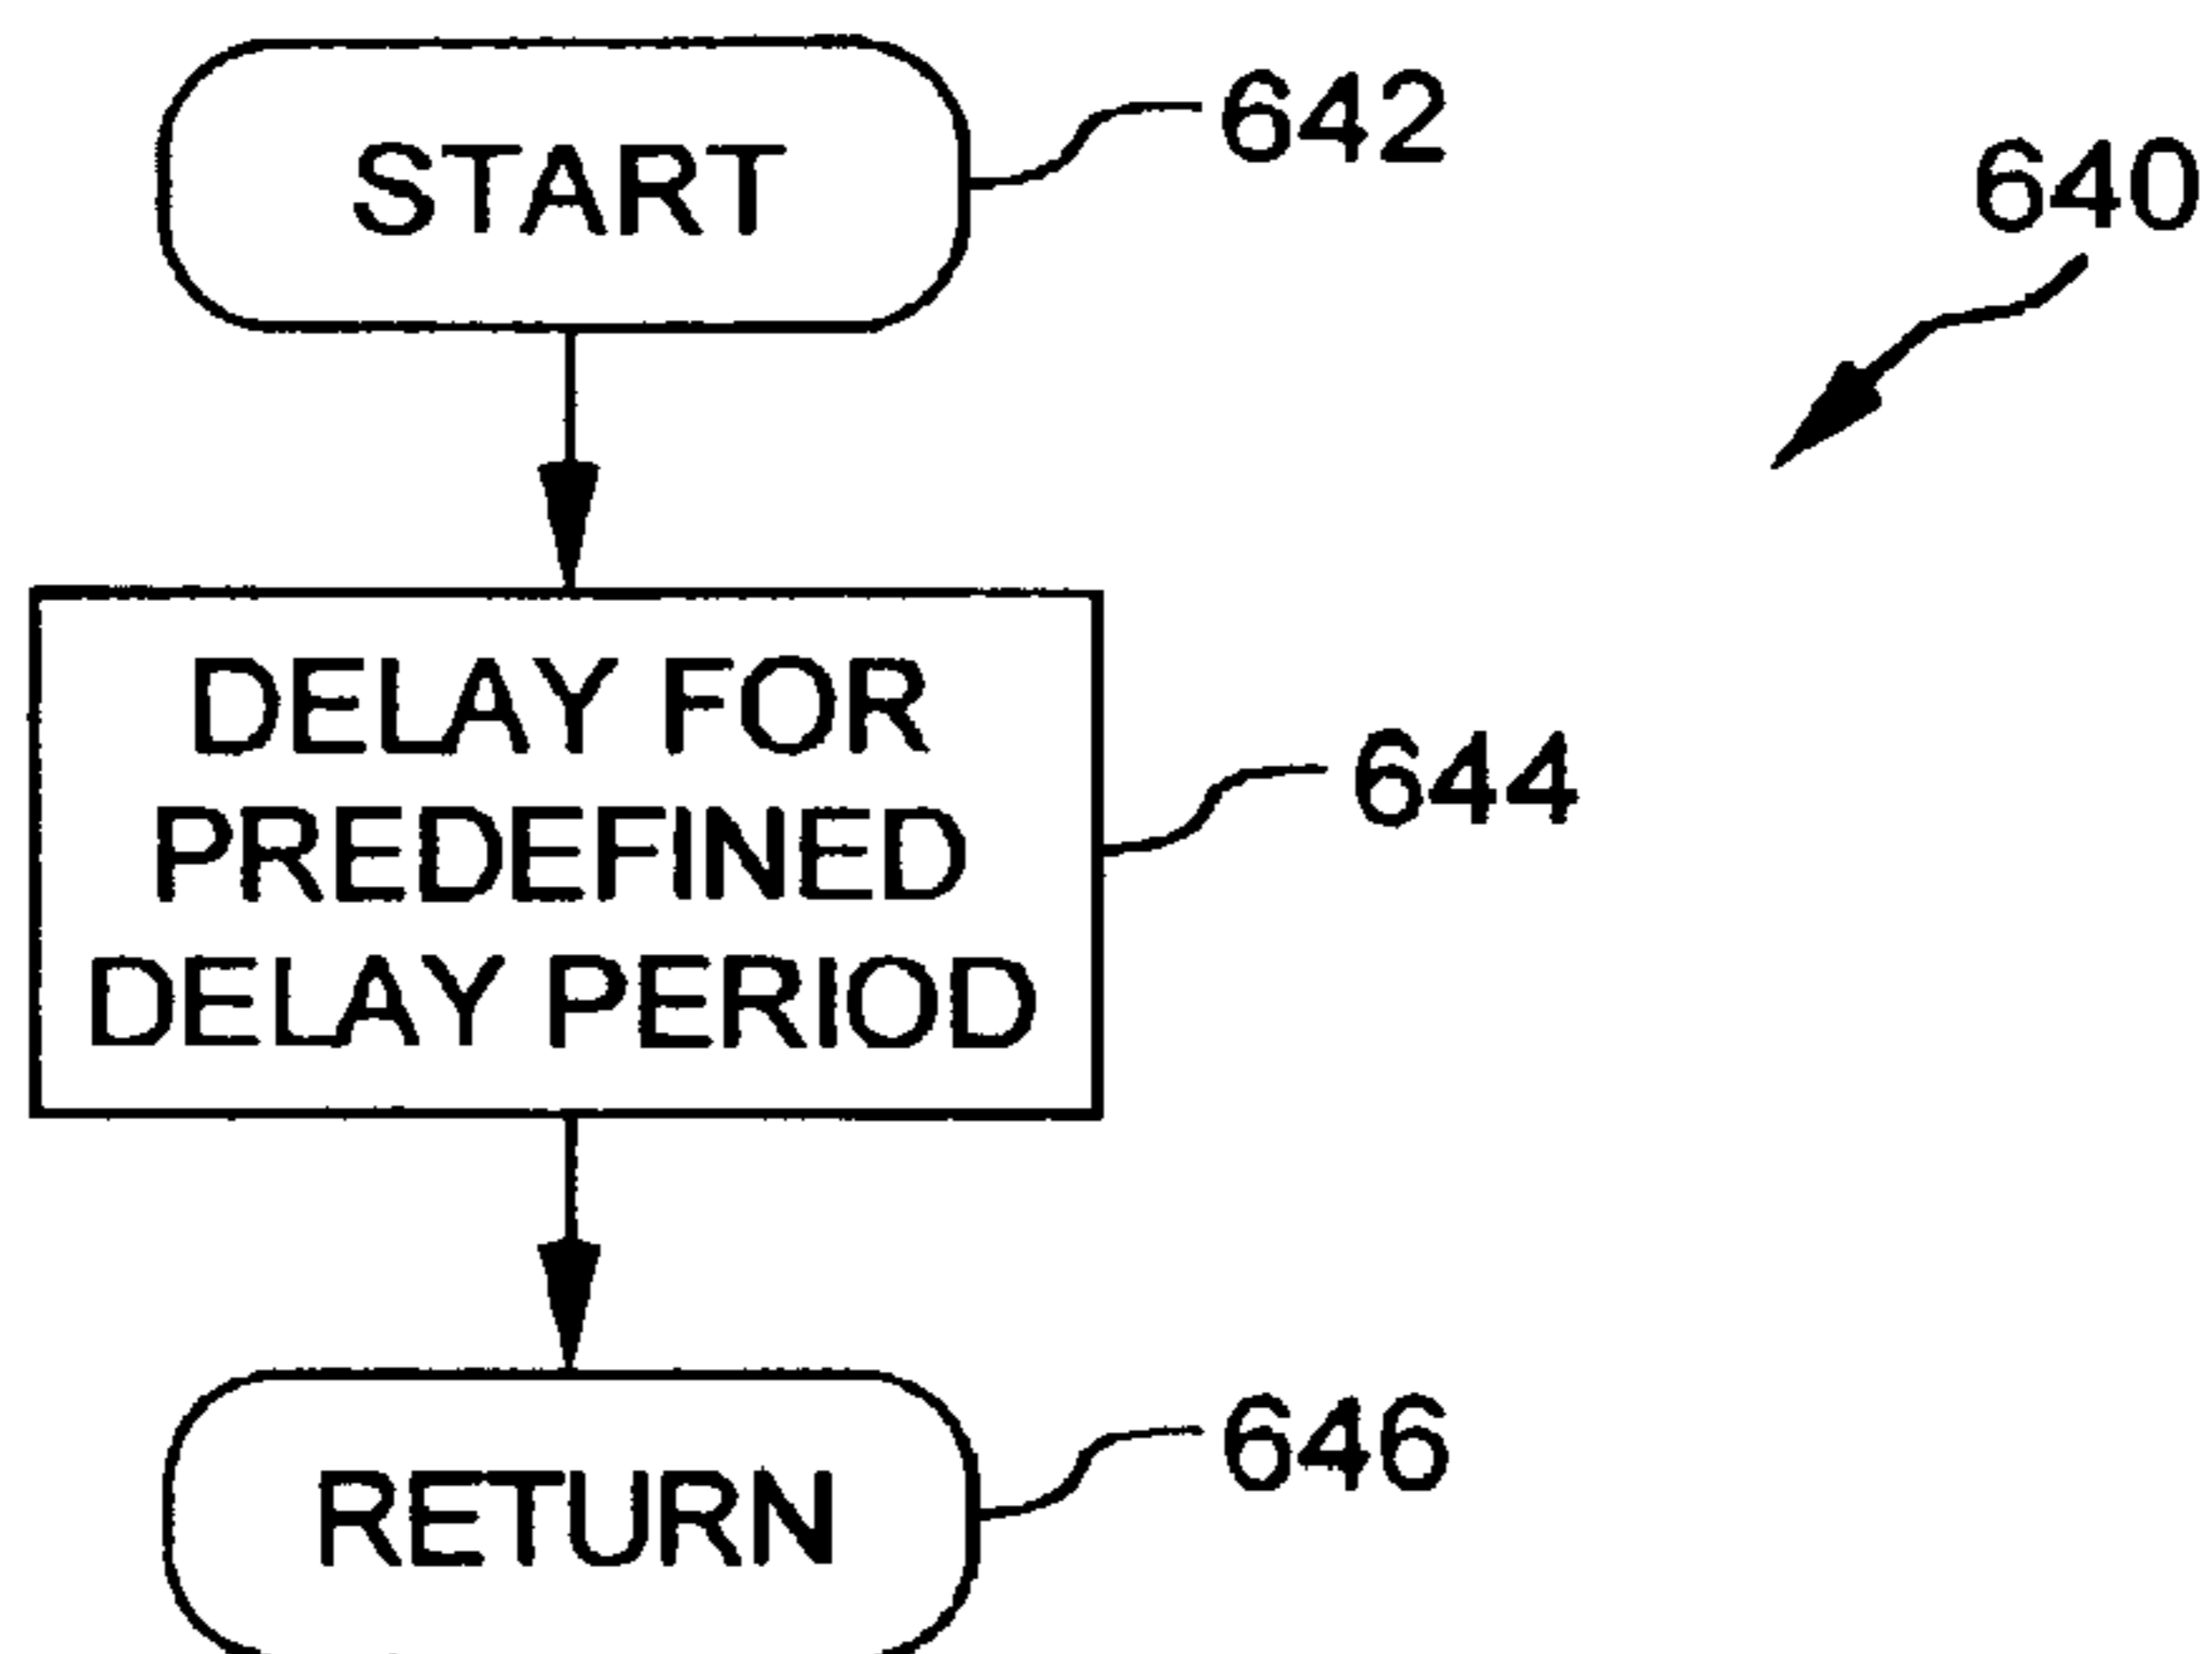 START
642
640
DELAY FOR
PREDEFINED
DELAY PERIOD
644
RETURN
646